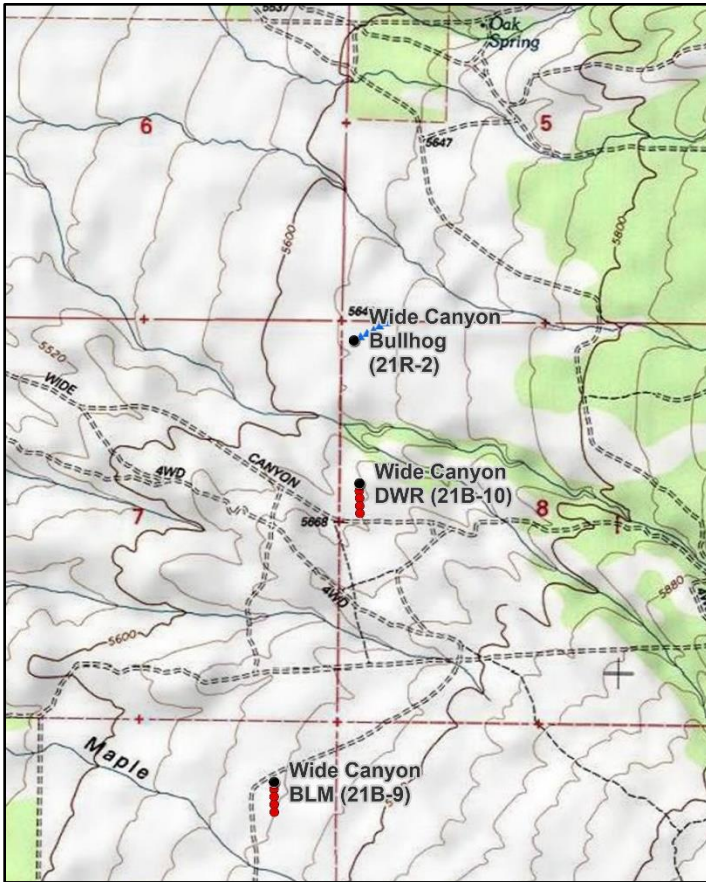 5537
Oak
Spring
6
5
5647
5600
5800
564
Wide Canyon
Bullhog
(21R-2)
5520
WIDE
CANYON
4WD
Wide Canyon
DWR (21B-10)
7
5668
8
4WD
5880
5600
Maple
Wide Canyon
BLM (21B-9)